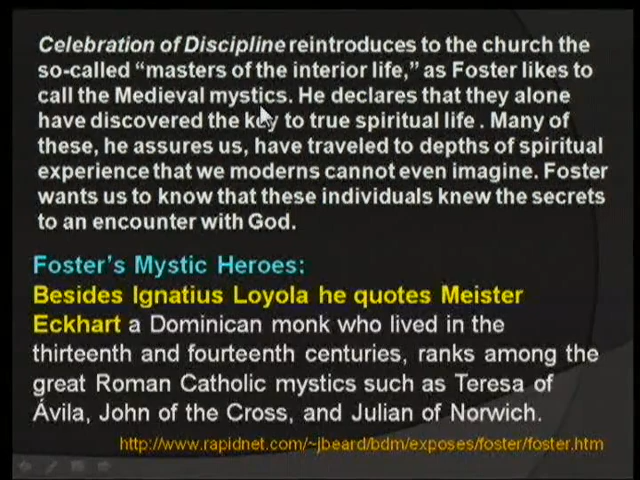 Celebration of Discipline reintroduces to the church the
so-called “masters of the interior life,” as Foster likes to
call the Medieval mystics. He declares that they alone
have discovered the key to true spiritual life . Many of
these, he assures us, have traveled to depths of spiritual
experience that we moderns cannot even imagine. Foster
wants us to know that these individuals knew the secrets
to an encounter with God.
Foster’s Mystic Heroes:
Besides Ignatius Loyola he quotes Meister
Eckhart a Dominican monk who lived in the
thirteenth and fourteenth centuries, ranks among the
great Roman Catholic mystics such as Teresa of
Ávila, John of the Cross, and Julian of Norwich.
http://www.rapidnet.com/~jbeard/bdm/exposes/foster/foster.htm